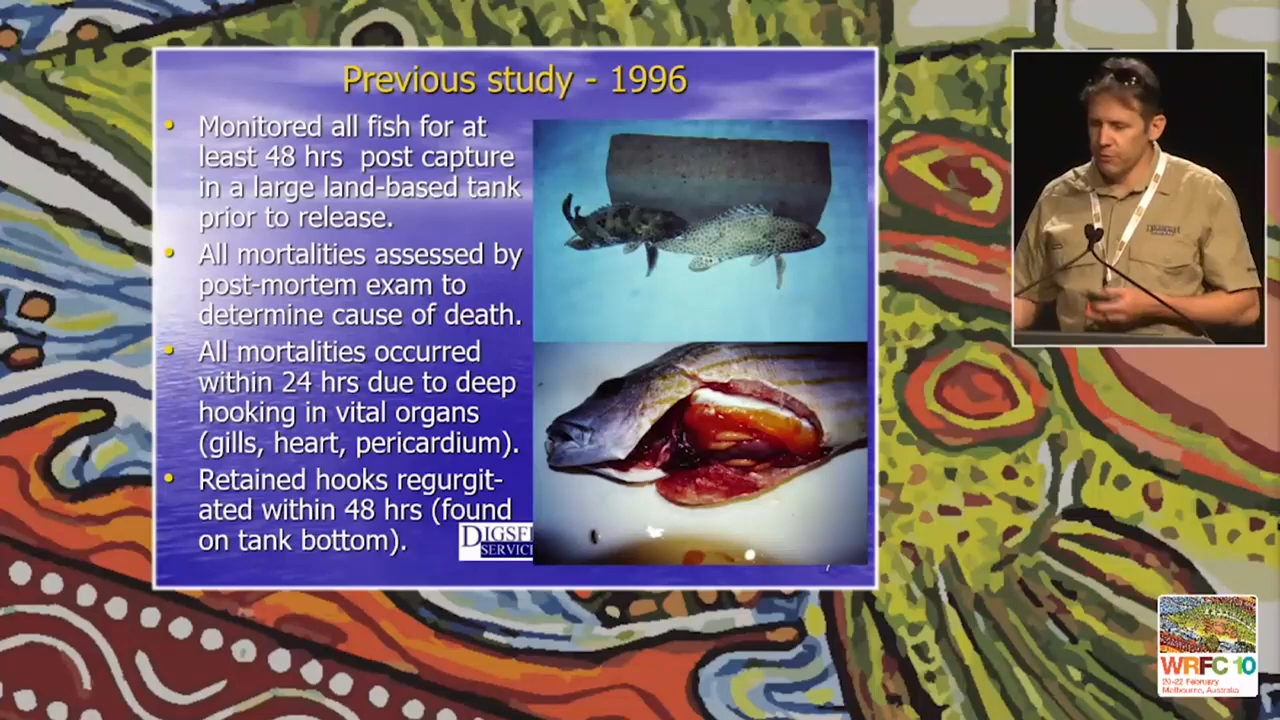 Previous study - 1996
• Monitored all fish for at
least 48 hrs post capture
in a large land-based tank
prior to release.
• All mortalities assessed by
post-mortem exam to
determine cause of death.
• All mortalities occurred
within 24 hrs due to deep
hooking in vital organs
(gills, heart, pericardium).
• Retained hooks regurgit-
ated within 48 hrs (found
on tank bottom).
DIGSF
SERVIC
WRFC 10
20-22 February
Melbourne, Australia